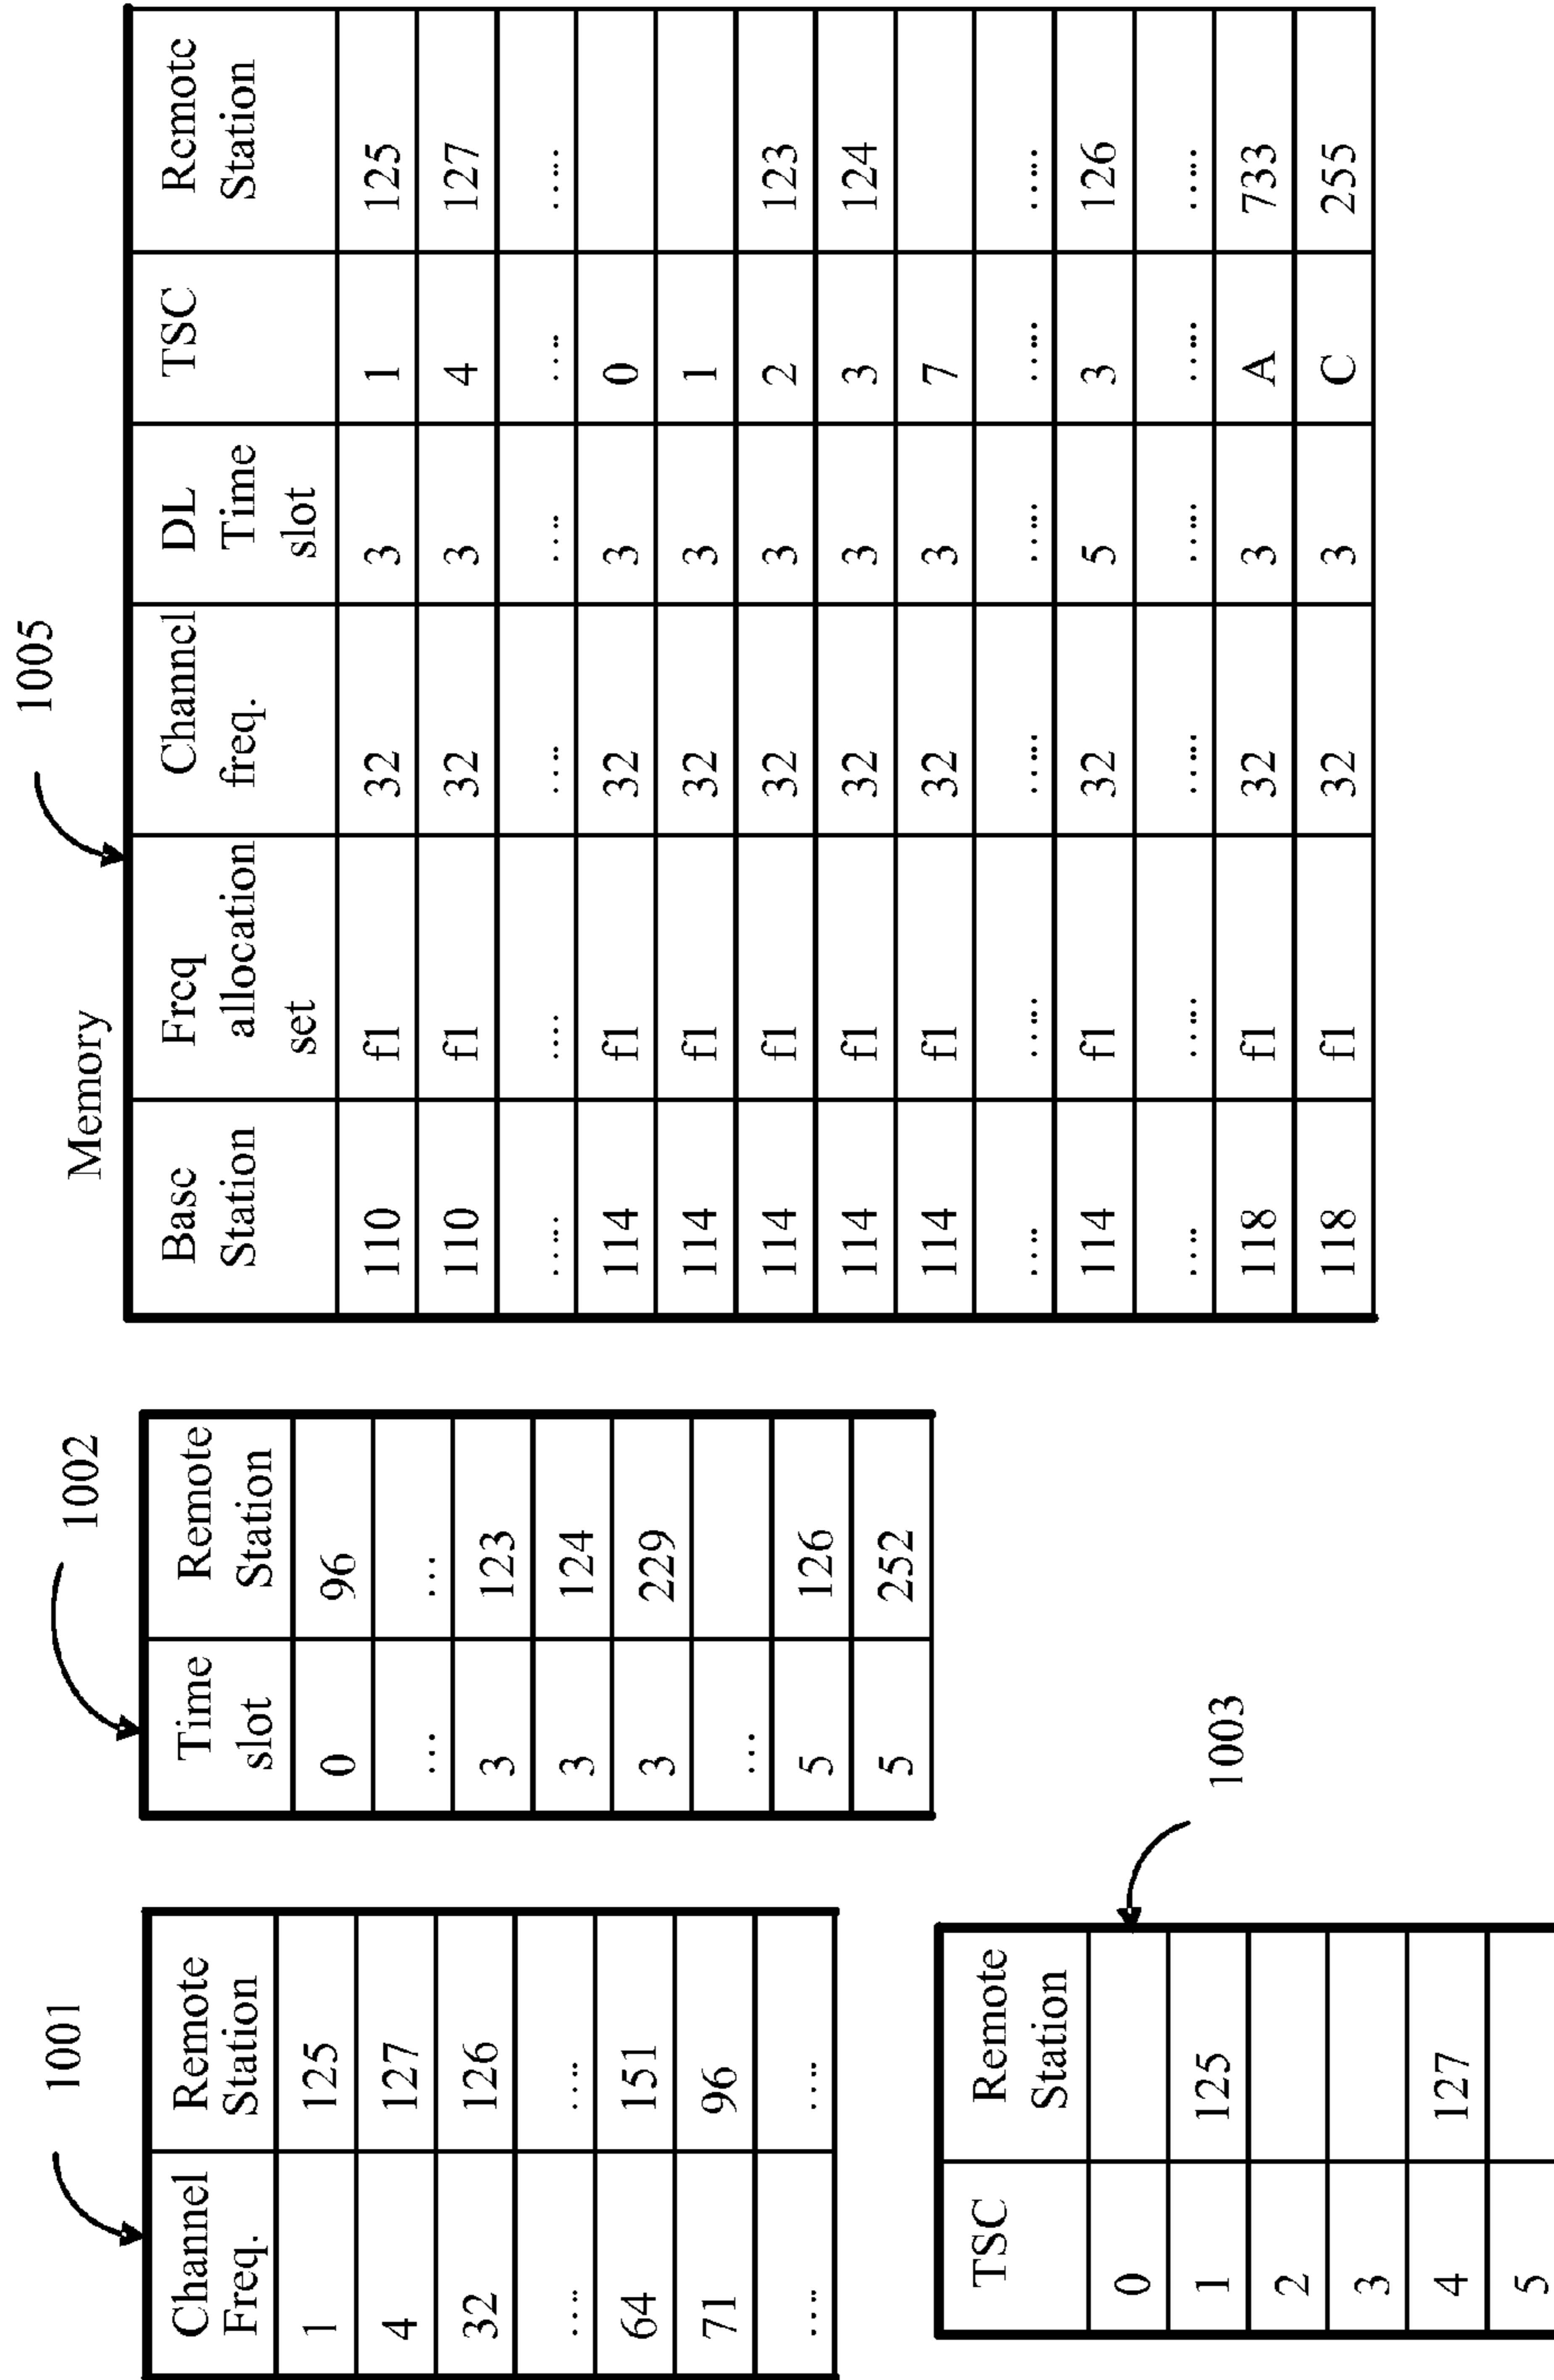 1001
Channel Freq. Remote Station
1 125
4 127
32 126
.... ....
64 151
71 96
.... ....
1002
Time slot Remote Station
0 96
... ...
3 123
3 124
3 229
...
5 126
5 252
1003
TSC Remote Station
0
1 125
2
3
4 127
5
Memory
1005
Base Station Freq allocation set Channel freq. DL Time slot TSC Remote Station
110 f1 32 3 1 125
110 f1 32 3 4 127
.... .... .... .... .... ....
114 f1 32 3 0
114 f1 32 3 1
114 f1 32 3 2 123
114 f1 32 3 3 124
114 f1 32 3 7
.... ..... ..... ..... ..... .....
114 f1 32 5 3 126
.... ..... ..... ..... ..... .....
118 f1 32 3 A 733
118 f1 32 3 C 255